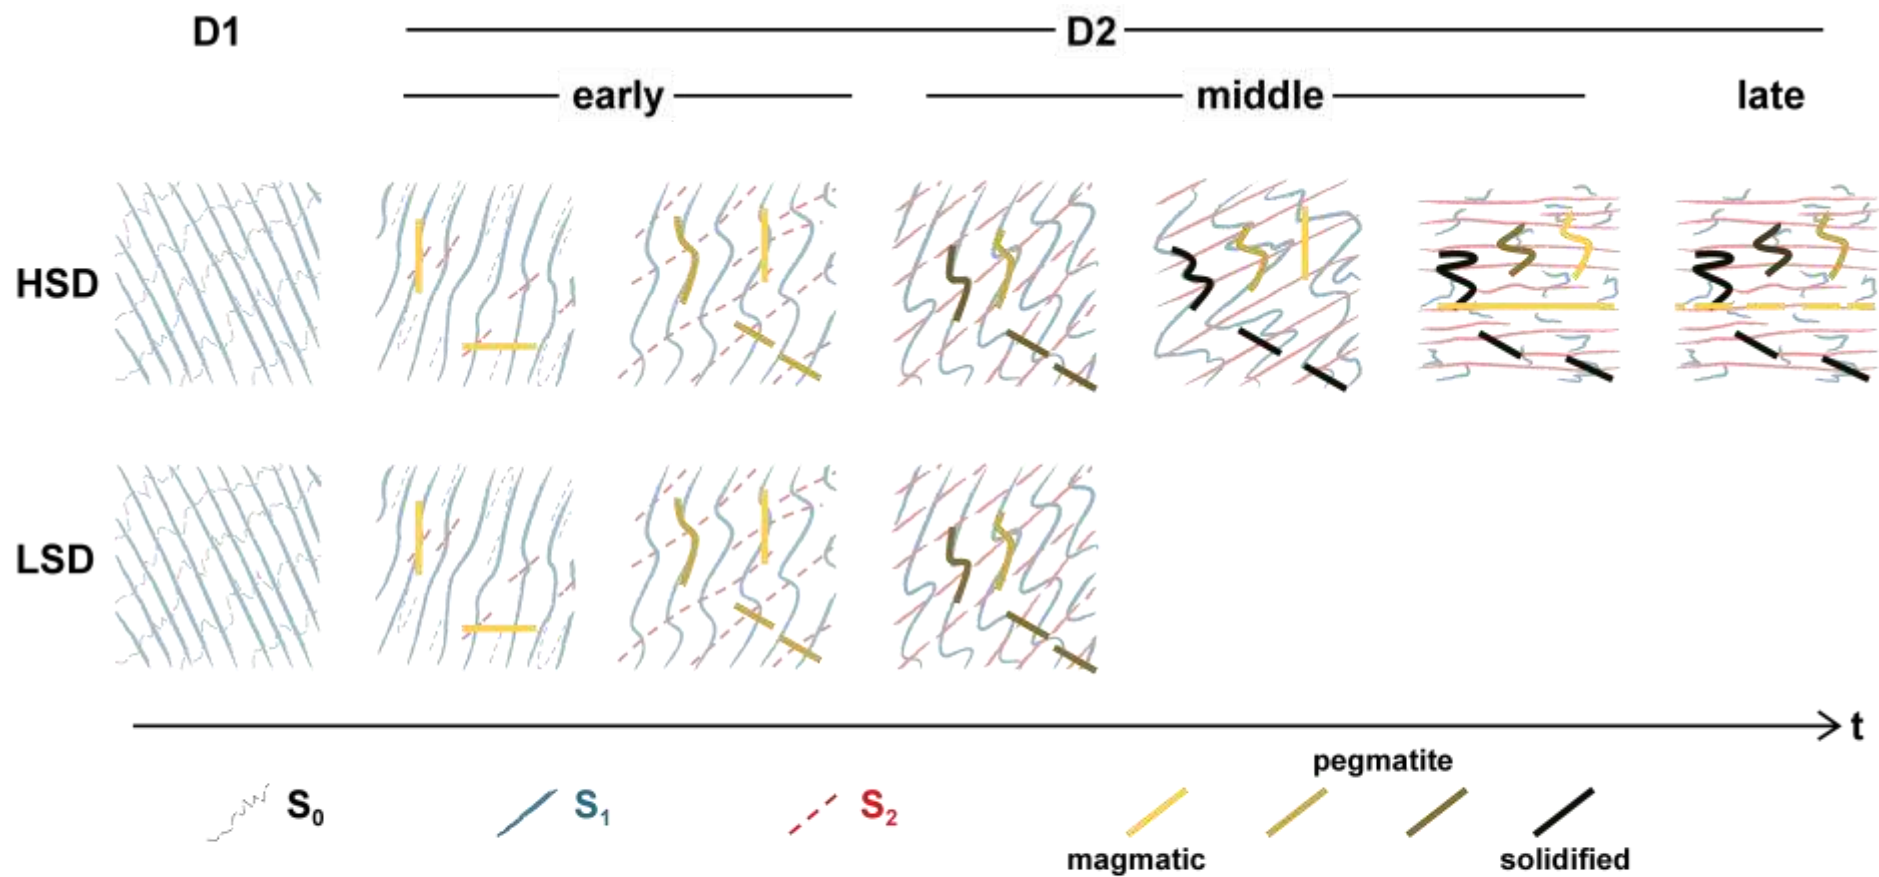 D1
D2
early
middle
late
HSD
LSD
t
pegmatite
S0
S1
S2
magmatic
solidified